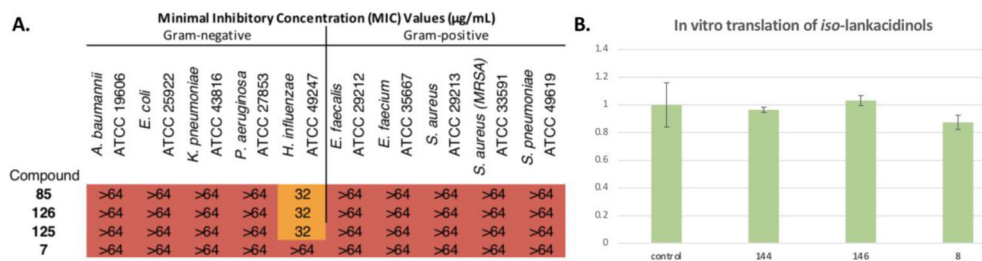 A.
Minimal Inhibitory Concentration (MIC) Values (µg/mL)
Gram-negative
Gram-positive
A. baumannii
ATCC 19606
E. coli
ATCC 25922
K. pneumoniae
ATCC 43816
P. aeruginosa
ATCC 27853
H. influenzae
ATCC 49247
E. faecalis
ATCC 29212
E. faecium
ATCC 35667
S. aureus
ATCC 29213
S. aureus (MRSA)
ATCC 33591
S. pneumoniae
ATCC 49619
Compound
85 >64 >64 >64 >64 32 >64 >64 >64 >64 >64
126 >64 >64 >64 >64 32 >64 >64 >64 >64 >64
125 >64 >64 >64 >64 32 >64 >64 >64 >64 >64
7 >64 >64 >64 >64 >64 >64 >64 >64 >64 >64
B.
In vitro translation of iso-lankacidinols
1.4
1.2
1
0.8
0.6
0.4
0.2
0
control 144 146 8